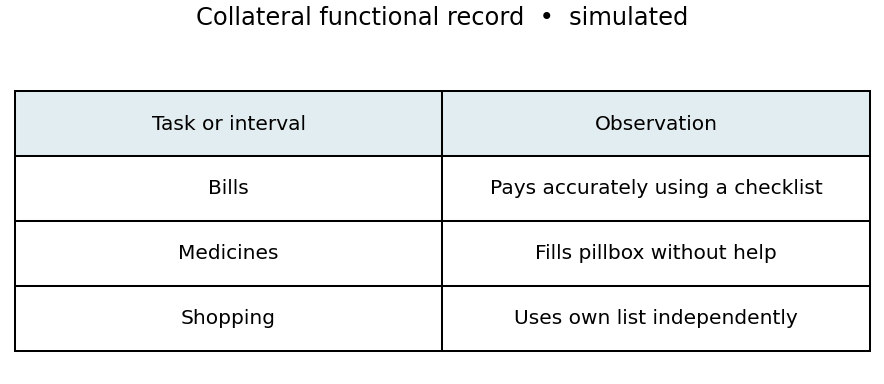 Collateral functional record • simulated
Task or interval Observation
Bills Pays accurately using a checklist
Medicines Fills pillbox without help
Shopping Uses own list independently